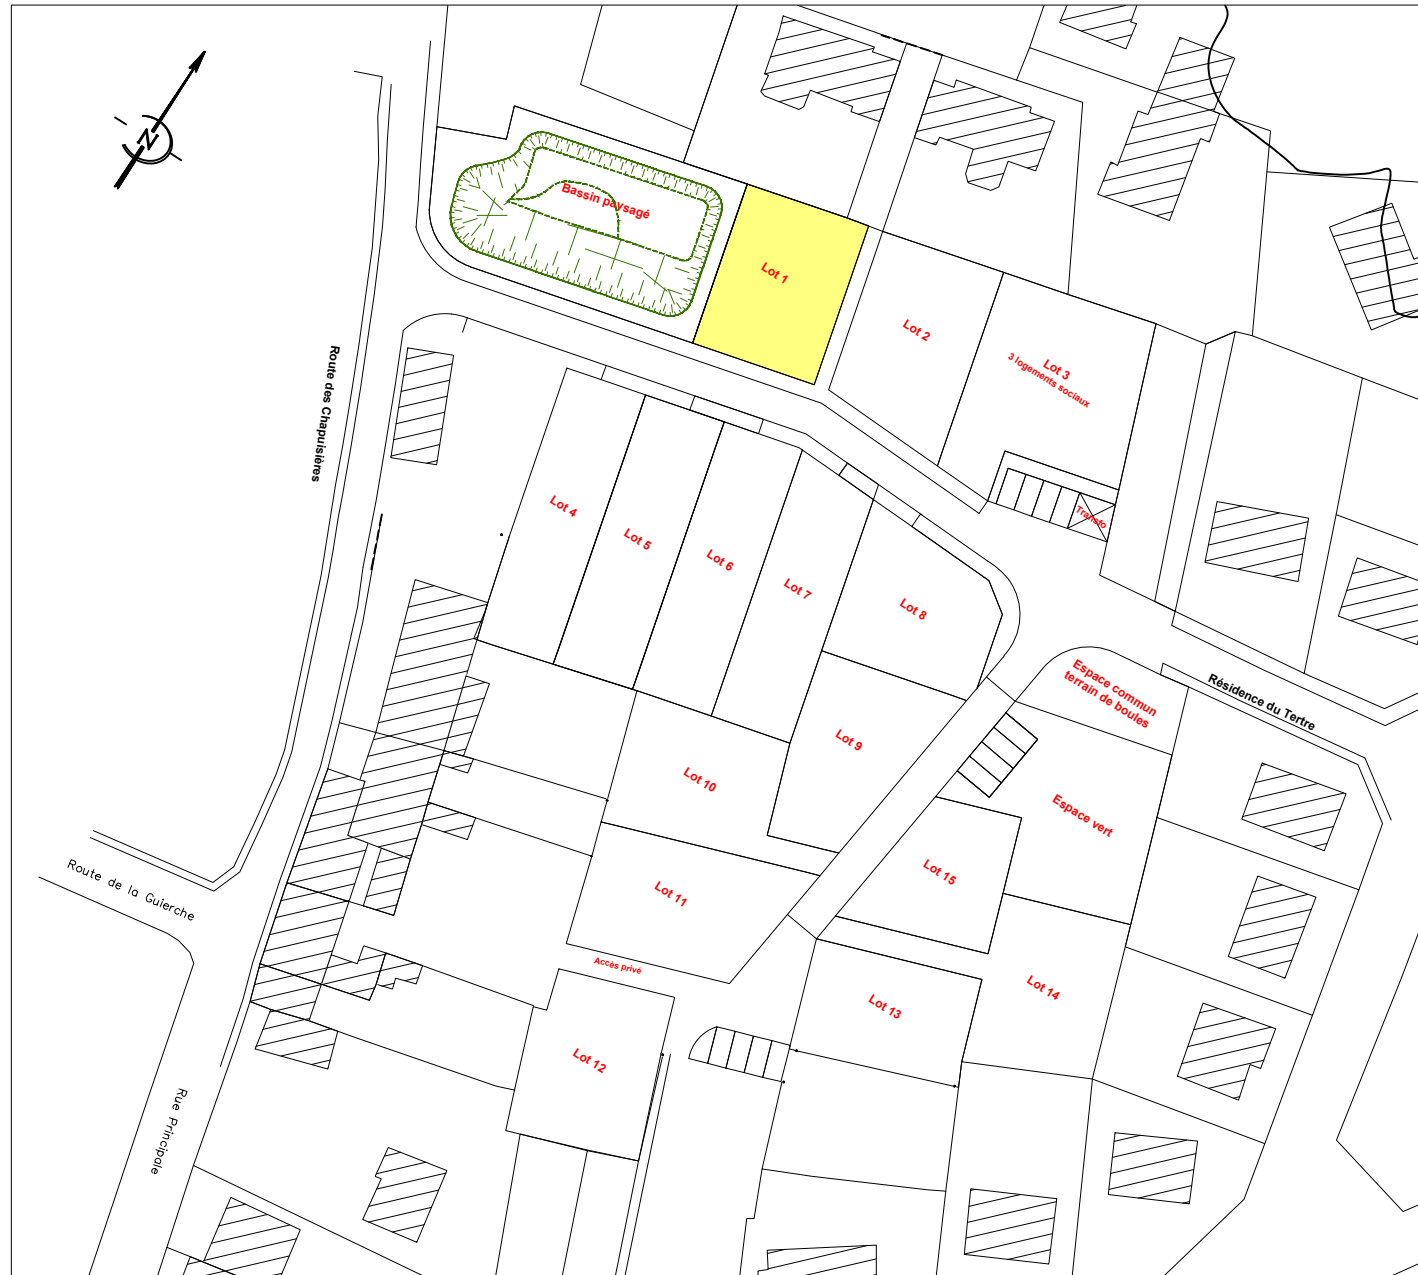 N
Bassin paysagé
Lot 1
Lot 2
Lot 3
3 logements sociaux
Route des Chapuisières
Lot 4
Lot 5
Lot 6
Lot 7
Lot 8
Transfo
Espace commun
terrain de boules
Résidence du Tertre
Lot 9
Lot 10
Espace vert
Lot 11
Lot 15
Route de la Guierche
Accès privé
Lot 14
Lot 13
Lot 12
Rue Principale